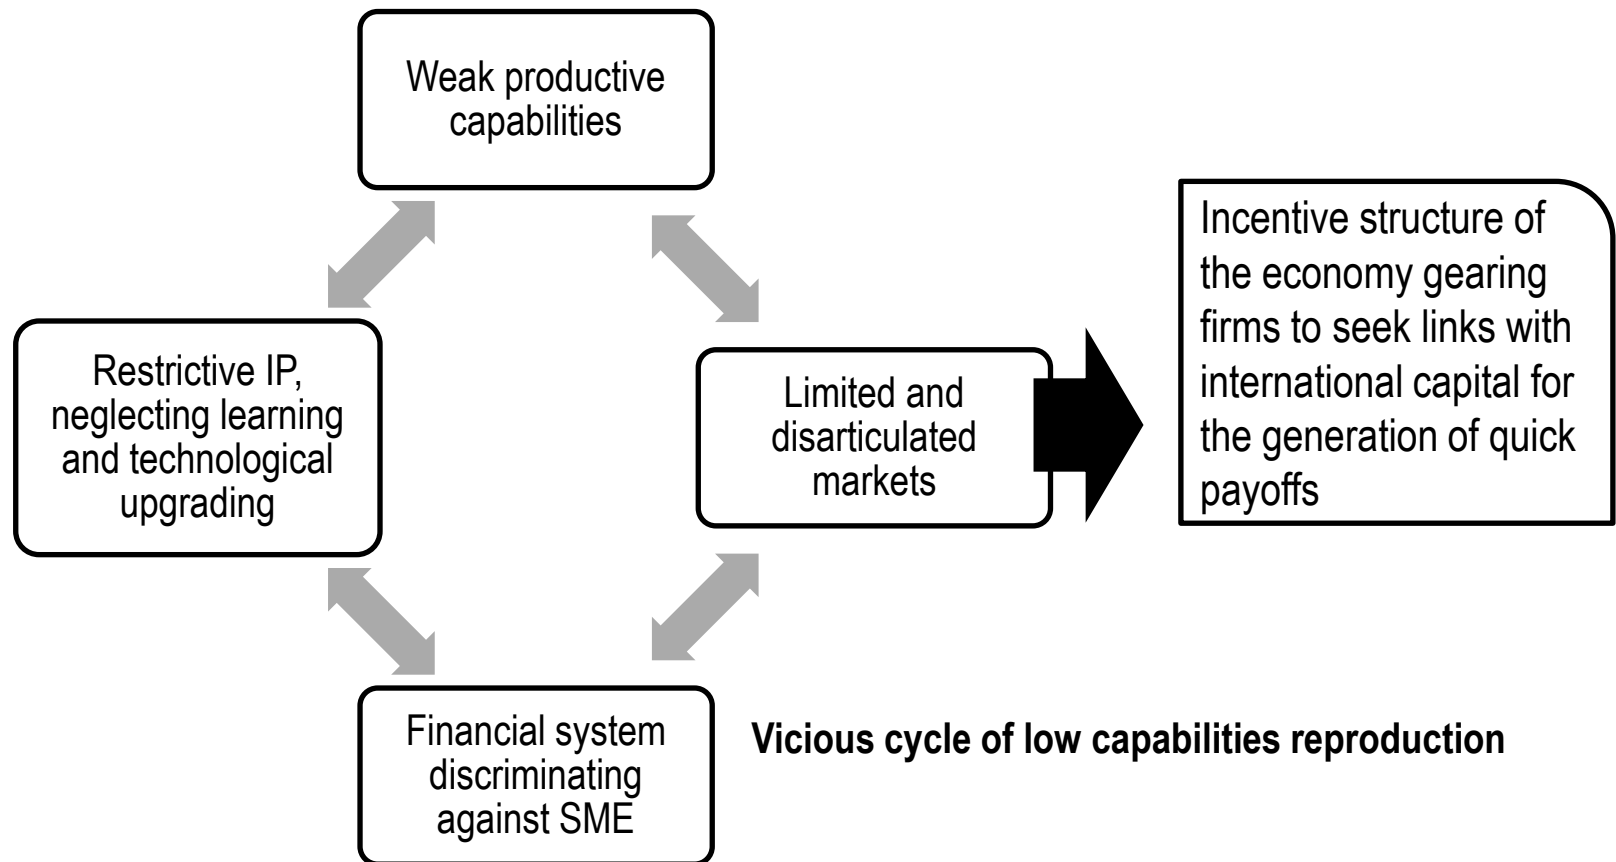 Weak productive
capabilities
Restrictive IP,
neglecting learning
and technological
upgrading
Limited and
disarticulated
markets
Incentive structure of
the economy gearing
firms to seek links with
international capital for
the generation of quick
payoffs
Financial system
discriminating
against SME
Vicious cycle of low capabilities reproduction